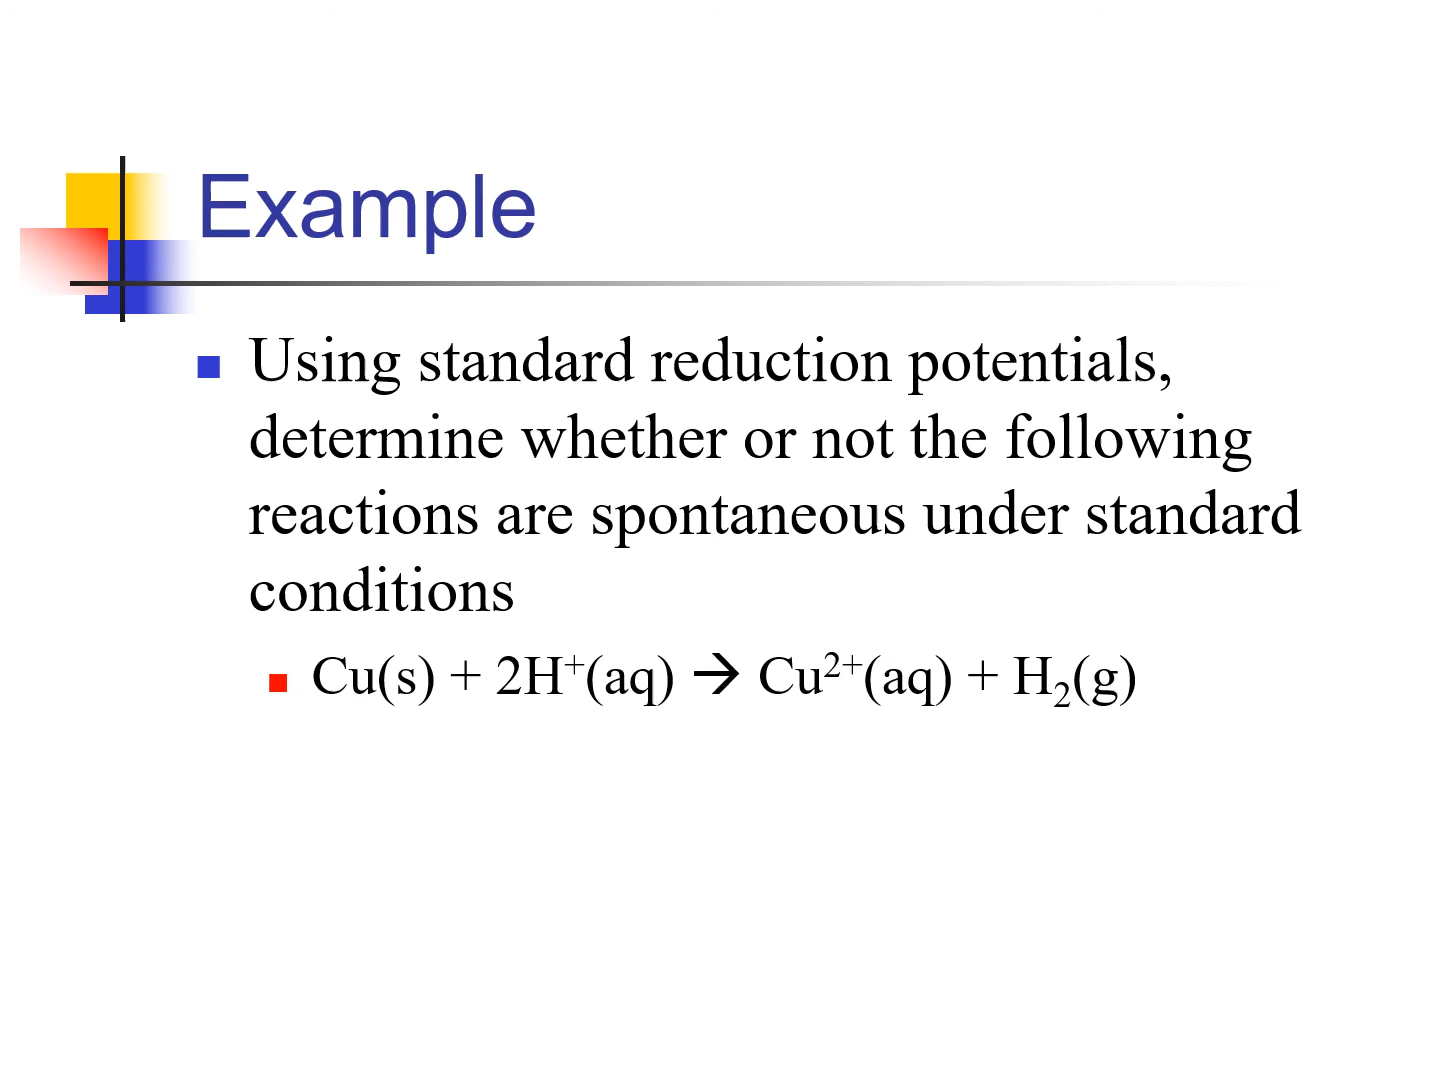 Example
Using standard reduction potentials,
determine whether or not the following
reactions are spontaneous under standard
conditions
Cu(s) + 2H⁺(aq) → Cu²⁺(aq) + H₂(g)